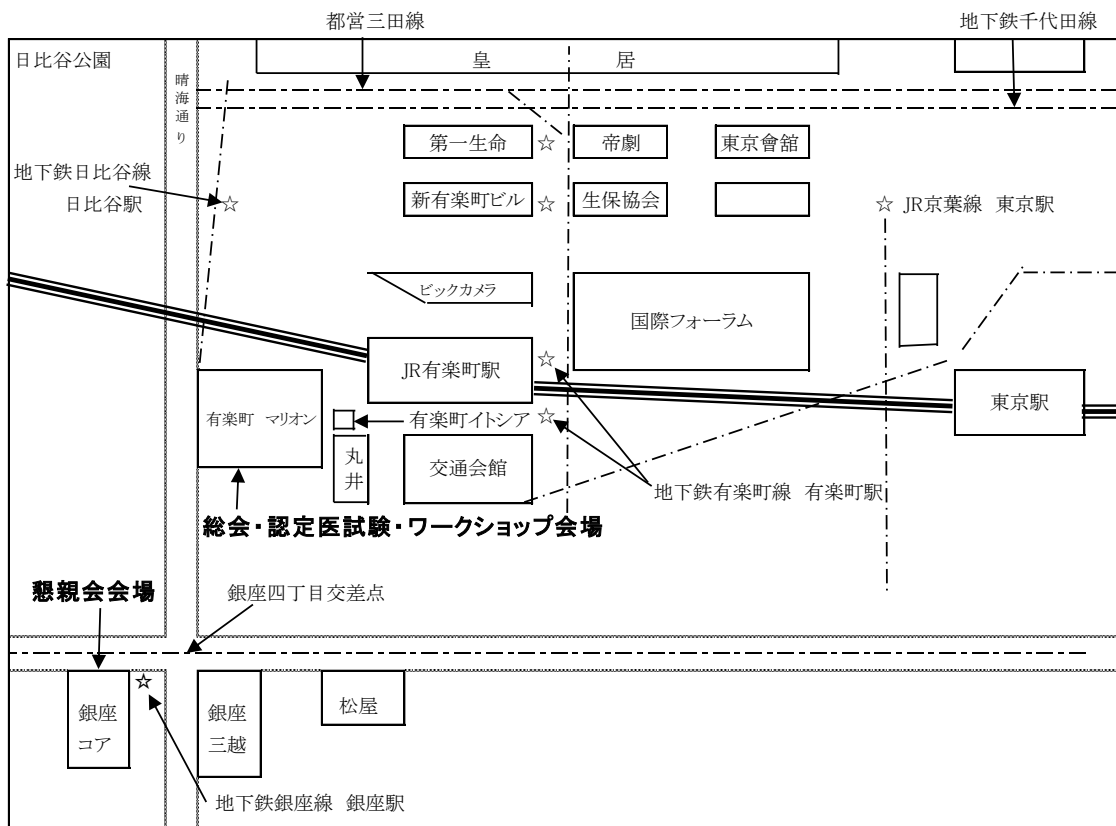 都営三田線
地下鉄千代田線
日比谷公園
皇 居
晴海通り
第一生命 ☆
帝劇
東京會舘
地下鉄日比谷線
日比谷駅
☆
新有楽町ビル ☆
生保協会
☆ JR京葉線 東京駅
ビックカメラ
国際フォーラム
JR有楽町駅 ☆
東京駅
有楽町 マリオン
有楽町イトシア ☆
丸井
交通会館
地下鉄有楽町線 有楽町駅
総会・認定医試験・ワークショップ会場
懇親会会場
銀座四丁目交差点
☆
銀座
コア
銀座
三越
松屋
地下鉄銀座線 銀座駅